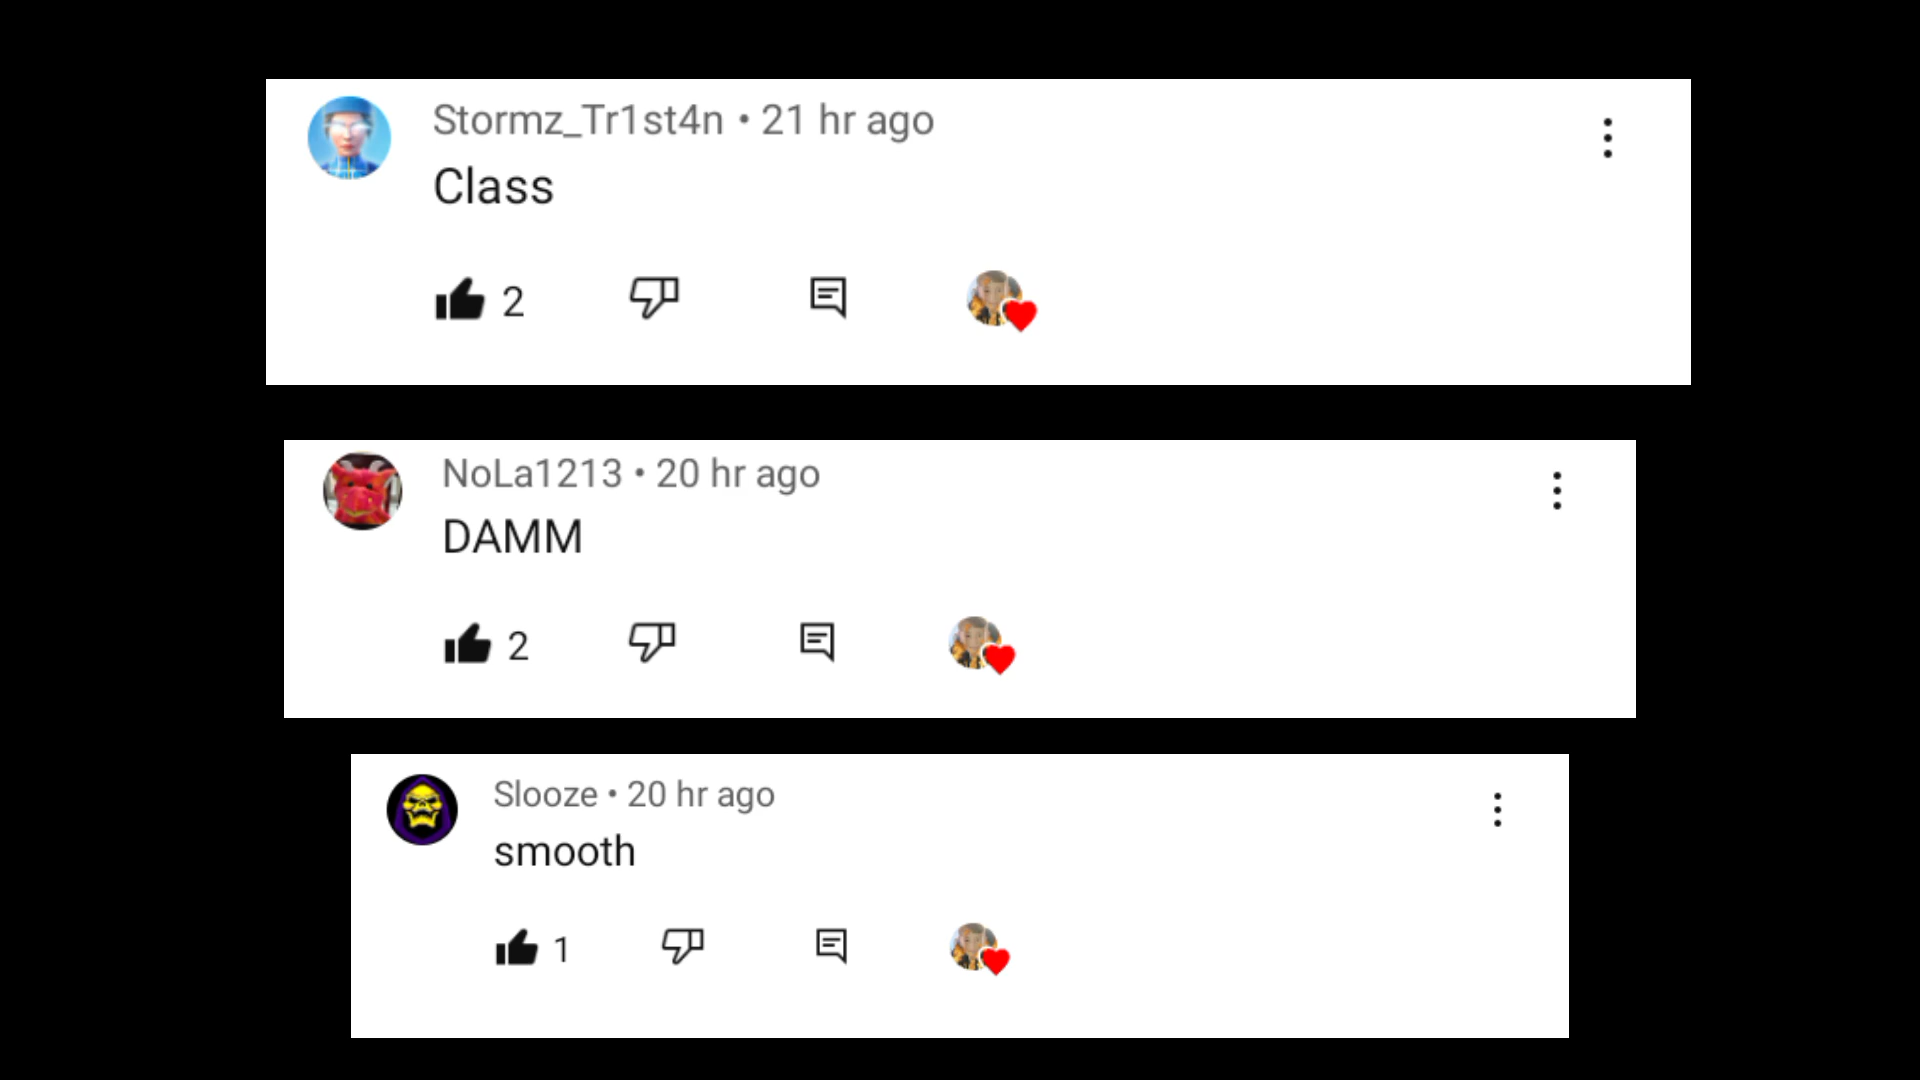 Stormz_Tr1st4n • 21 hr ago
Class
2
NoLa1213 • 20 hr ago
DAMM
2
Slooze • 20 hr ago
smooth
1